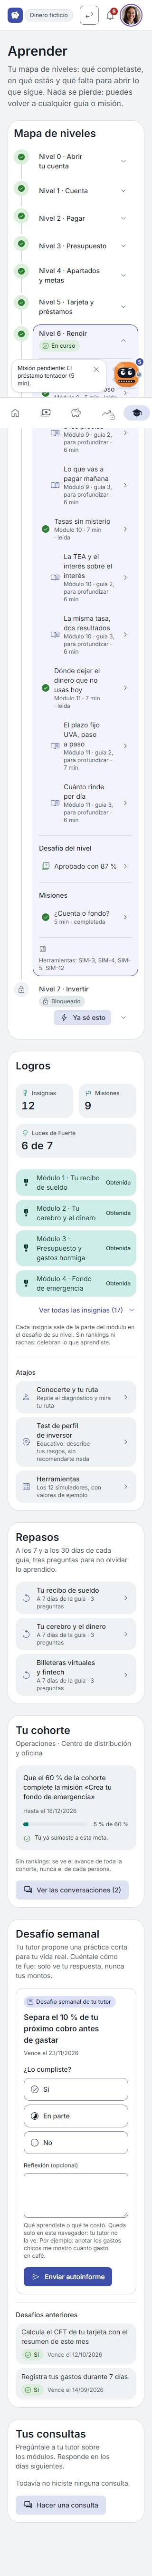 Dinero ficticio
6
Aprender
Tu mapa de niveles: qué completaste,
en qué estás y qué falta para abrir lo
que sigue. Nada se pierde: puedes
volver a cualquier guía o misión.
Mapa de niveles
Nivel 0 · Abrir
tu cuenta
Nivel 1 · Cuenta
Nivel 2 · Pagar
Nivel 3 · Presupuesto
Nivel 4 · Apartados
y metas
Nivel 5 · Tarjeta y
préstamos
Nivel 6 · Rendir
En curso
Misión pendiente: El
préstamo tentador (5
min).
5
Módulo 9 · guía 2,
para profundizar ·
6 min
Lo que vas a
pagar mañana
Módulo 9 · guía 3,
para profundizar ·
6 min
Tasas sin misterio
Módulo 10 · 7 min
· leída
La TEA y el
interés sobre el
interés
Módulo 10 · guía 2,
para profundizar ·
6 min
La misma tasa,
dos resultados
Módulo 10 · guía 3,
para profundizar ·
6 min
Dónde dejar el
dinero que no
usas hoy
Módulo 11 · 7 min
· leída
El plazo fijo
UVA, paso
a paso
Módulo 11 · guía 2,
para profundizar ·
7 min
Cuánto rinde
por día
Módulo 11 · guía 3,
para profundizar ·
6 min
Desafío del nivel
Aprobado con 87 %
Misiones
¿Cuenta o fondo?
5 min · completada
Herramientas: SIM-3, SIM-4, SIM-
5, SIM-12
Nivel 7 · Invertir
Bloqueado
Ya sé esto
Logros
Insignias
12
Misiones
9
Luces de Fuerte
6 de 7
Módulo 1 · Tu recibo
de sueldo
Obtenida
Módulo 2 · Tu
cerebro y el dinero
Obtenida
Módulo 3 ·
Presupuesto y
gastos hormiga
Obtenida
Módulo 4 · Fondo
de emergencia
Obtenida
Ver todas las insignias (17)
Cada insignia sale de la parte del módulo en
el desafío de su nivel. Sin rankings ni
rachas: celebran lo que aprendiste.
Atajos
Conocerte y tu ruta
Repite el diagnóstico y mira
tu ruta
Test de perfil
de inversor
Educativo: describe
tus rasgos, sin
recomendarte nada
Herramientas
Los 12 simuladores, con
valores de ejemplo
Repasos
A los 7 y a los 30 días de cada
guía, tres preguntas para no olvidar
lo aprendido.
Tu recibo de sueldo
A 7 días de la guía · 3
preguntas
Tu cerebro y el dinero
A 7 días de la guía · 3
preguntas
Billeteras virtuales
y fintech
A 7 días de la guía · 3
preguntas
Tu cohorte
Operaciones · Centro de distribución
y oficina
Que el 60 % de la cohorte
complete la misión «Crea tu
fondo de emergencia»
Hasta el 18/12/2026
5 % de 60 %
Tú ya sumaste a esta meta.
Sin rankings: se ve el avance de toda la
cohorte, nunca el de cada persona.
Ver las conversaciones (2)
Desafío semanal
Tu tutor propone una práctica corta
para tu vida real. Cuéntale cómo
te fue: solo ve tu respuesta, nunca
tus montos.
Desafío semanal de tu tutor
Separa el 10 % de tu
próximo cobro antes
de gastar
Vence el 23/11/2026
¿Lo cumpliste?
Sí
En parte
No
Reflexión (opcional)
Qué aprendiste o qué te costó. Queda
solo en este navegador: tu tutor no
la ve. Por ejemplo: anotar los gastos
chicos me mostró cuánto gasto
en café.
Enviar autoinforme
Desafíos anteriores
Calcula el CFT de tu tarjeta con el
resumen de este mes
Sí
Vence el 12/10/2026
Registra tus gastos durante 7 días
Sí
Vence el 14/09/2026
Tus consultas
Pregúntale a tu tutor sobre
los módulos. Responde en los
días siguientes.
Todavía no hiciste ninguna consulta.
Hacer una consulta